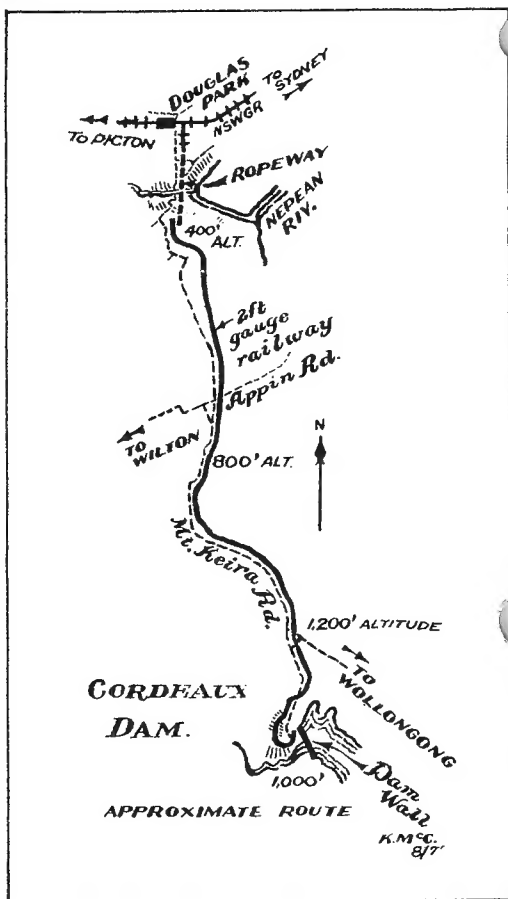 DOUGLAS
PARK
TO
SYDNEY
NSWGR
TO PICTON
ROPEWAY
NEPEAN
RIV.
400'
ALT.
2ft
gauge
railway
Appin Rd.
TO
WILTON
800' ALT.
N
Mt. Keira Rd.
1,200' ALTITUDE
TO
WOLLONGONG
CORDEAUX
DAM.
Dam
Wall
1,000'
APPROXIMATE ROUTE
K.McC.